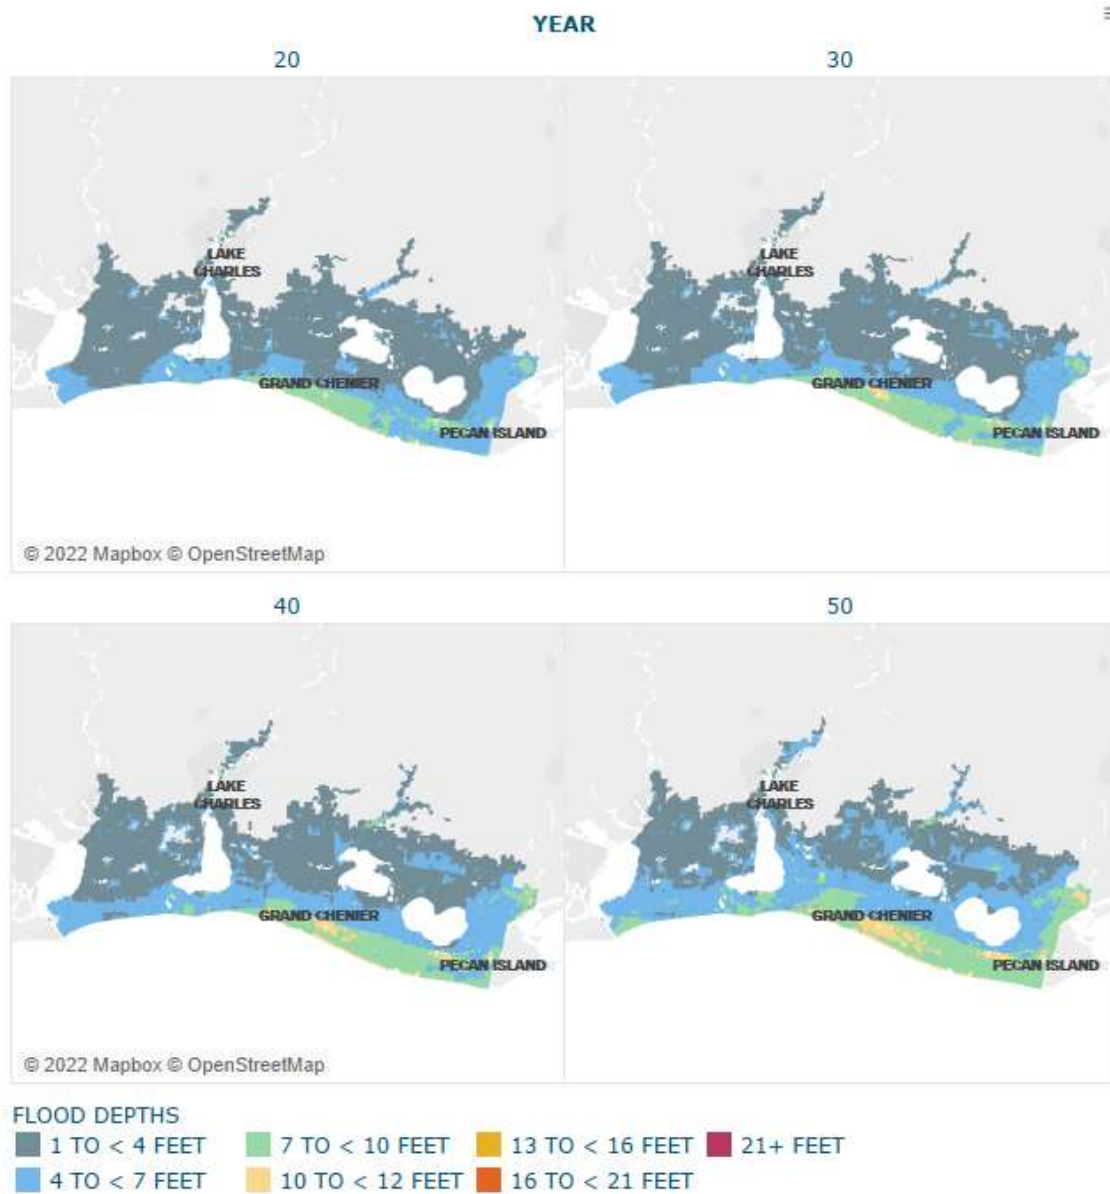 YEAR
20
30
LAKE
CHARLES
GRAND CHENIER
PECAN ISLAND
LAKE
CHARLES
GRAND CHENIER
PECAN ISLAND
© 2022 Mapbox © OpenStreetMap
40
50
LAKE
CHARLES
GRAND CHENIER
PECAN ISLAND
LAKE
CHARLES
GRAND CHENIER
PECAN ISLAND
© 2022 Mapbox © OpenStreetMap
FLOOD DEPTHS
1 TO < 4 FEET
7 TO < 10 FEET
13 TO < 16 FEET
21+ FEET
4 TO < 7 FEET
10 TO < 12 FEET
16 TO < 21 FEET